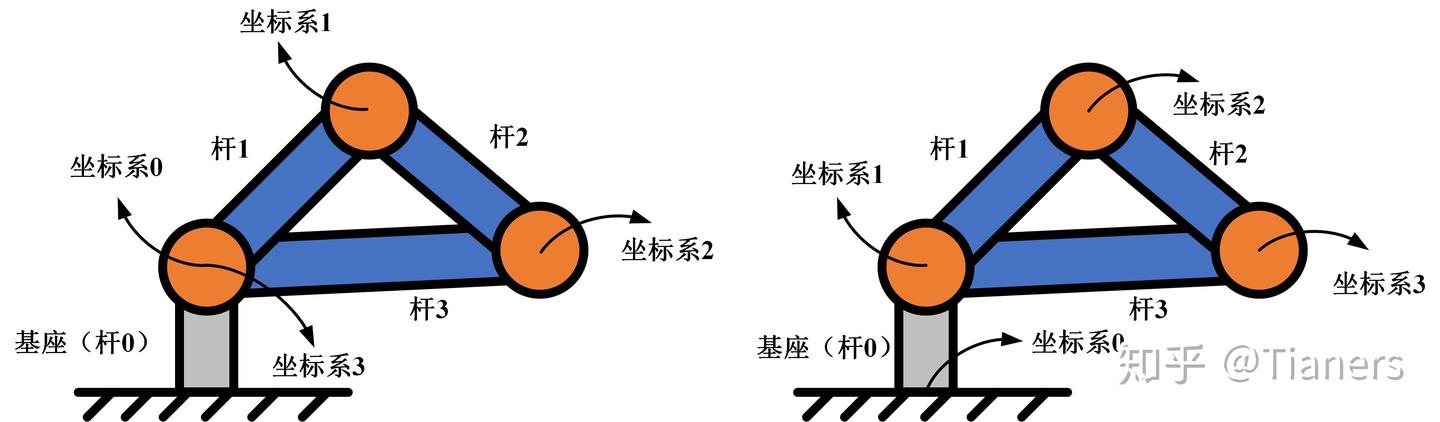 坐标系1
杆1
杆2
坐标系0
坐标系2
杆3
基座（杆0）
坐标系3
坐标系2
杆1
杆2
坐标系1
坐标系3
杆3
基座（杆0）
坐标系0
知乎 @Tianers